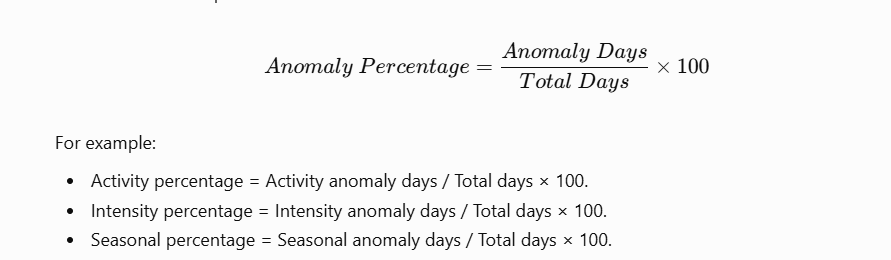 Anomaly Percentage = Anomaly Days / Total Days × 100
For example:
• Activity percentage = Activity anomaly days / Total days × 100.
• Intensity percentage = Intensity anomaly days / Total days × 100.
• Seasonal percentage = Seasonal anomaly days / Total days × 100.